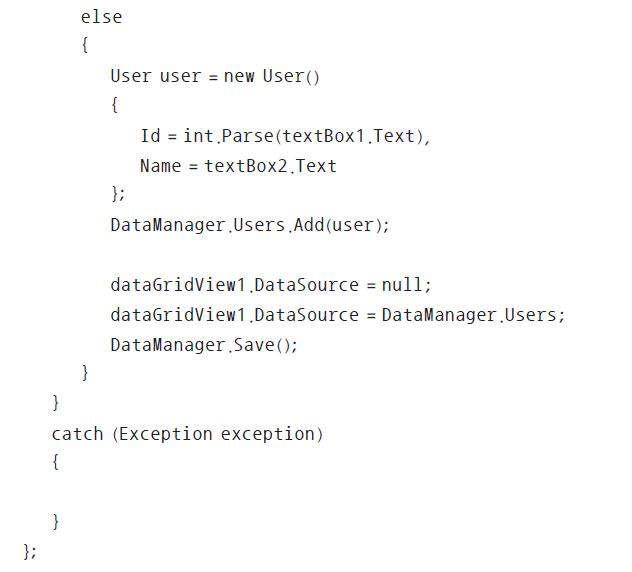 else
{
User user = new User()
{
Id = int.Parse(textBox1.Text),
Name = textBox2.Text
};
DataManager.Users.Add(user);
dataGridView1.DataSource = null;
dataGridView1.DataSource = DataManager.Users;
DataManager.Save();
}
}
catch (Exception exception)
{
}
};